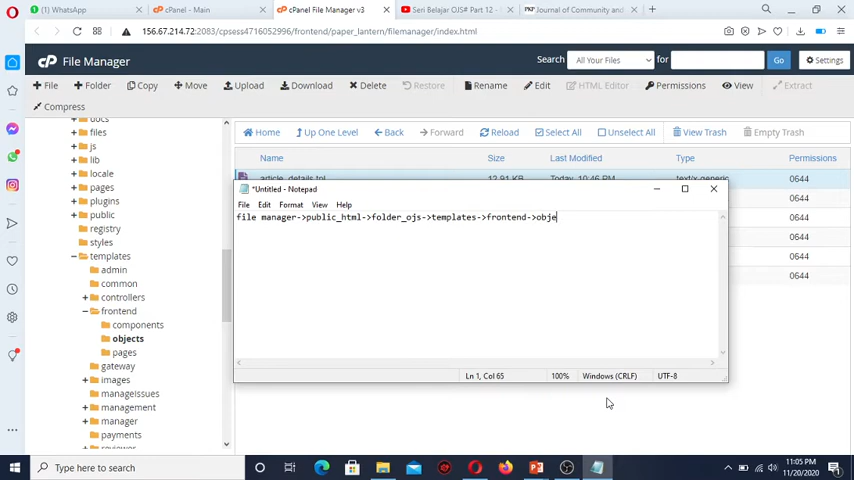 WhatsApp
cPanel - Main
cPanel File Manager v3
Seri Belajar OJS# Part 12 -
Journal of Community and
156.67.214.72:2083/cpsess4716052996/frontend/paper_lantern/filemanager/index.html
File Manager
Search
All Your Files
for
Go
Settings
File
Folder
Copy
Move
Upload
Download
Delete
Restore
Rename
Edit
HTML Editor
Permissions
View
Extract
Compress
docs
files
js
lib
locale
pages
plugins
public
registry
styles
templates
admin
common
controllers
frontend
components
objects
pages
gateway
images
manageissues
management
manager
payments
reviewer
Home
Up One Level
Back
Forward
Reload
Select All
Unselect All
View Trash
Empty Trash
Name
Size
Last Modified
Type
Permissions
article_details.tpl
12.91 KB
Today, 10:46 PM
text/x-generic
0644
0644
0644
0644
0644
0644
*Untitled - Notepad
File Edit Format View Help
file manager->public_html->folder_ojs->templates->frontend->obje
Ln 1, Col 65
100%
Windows (CRLF)
UTF-8
Type here to search
11:05 PM
11/20/2020